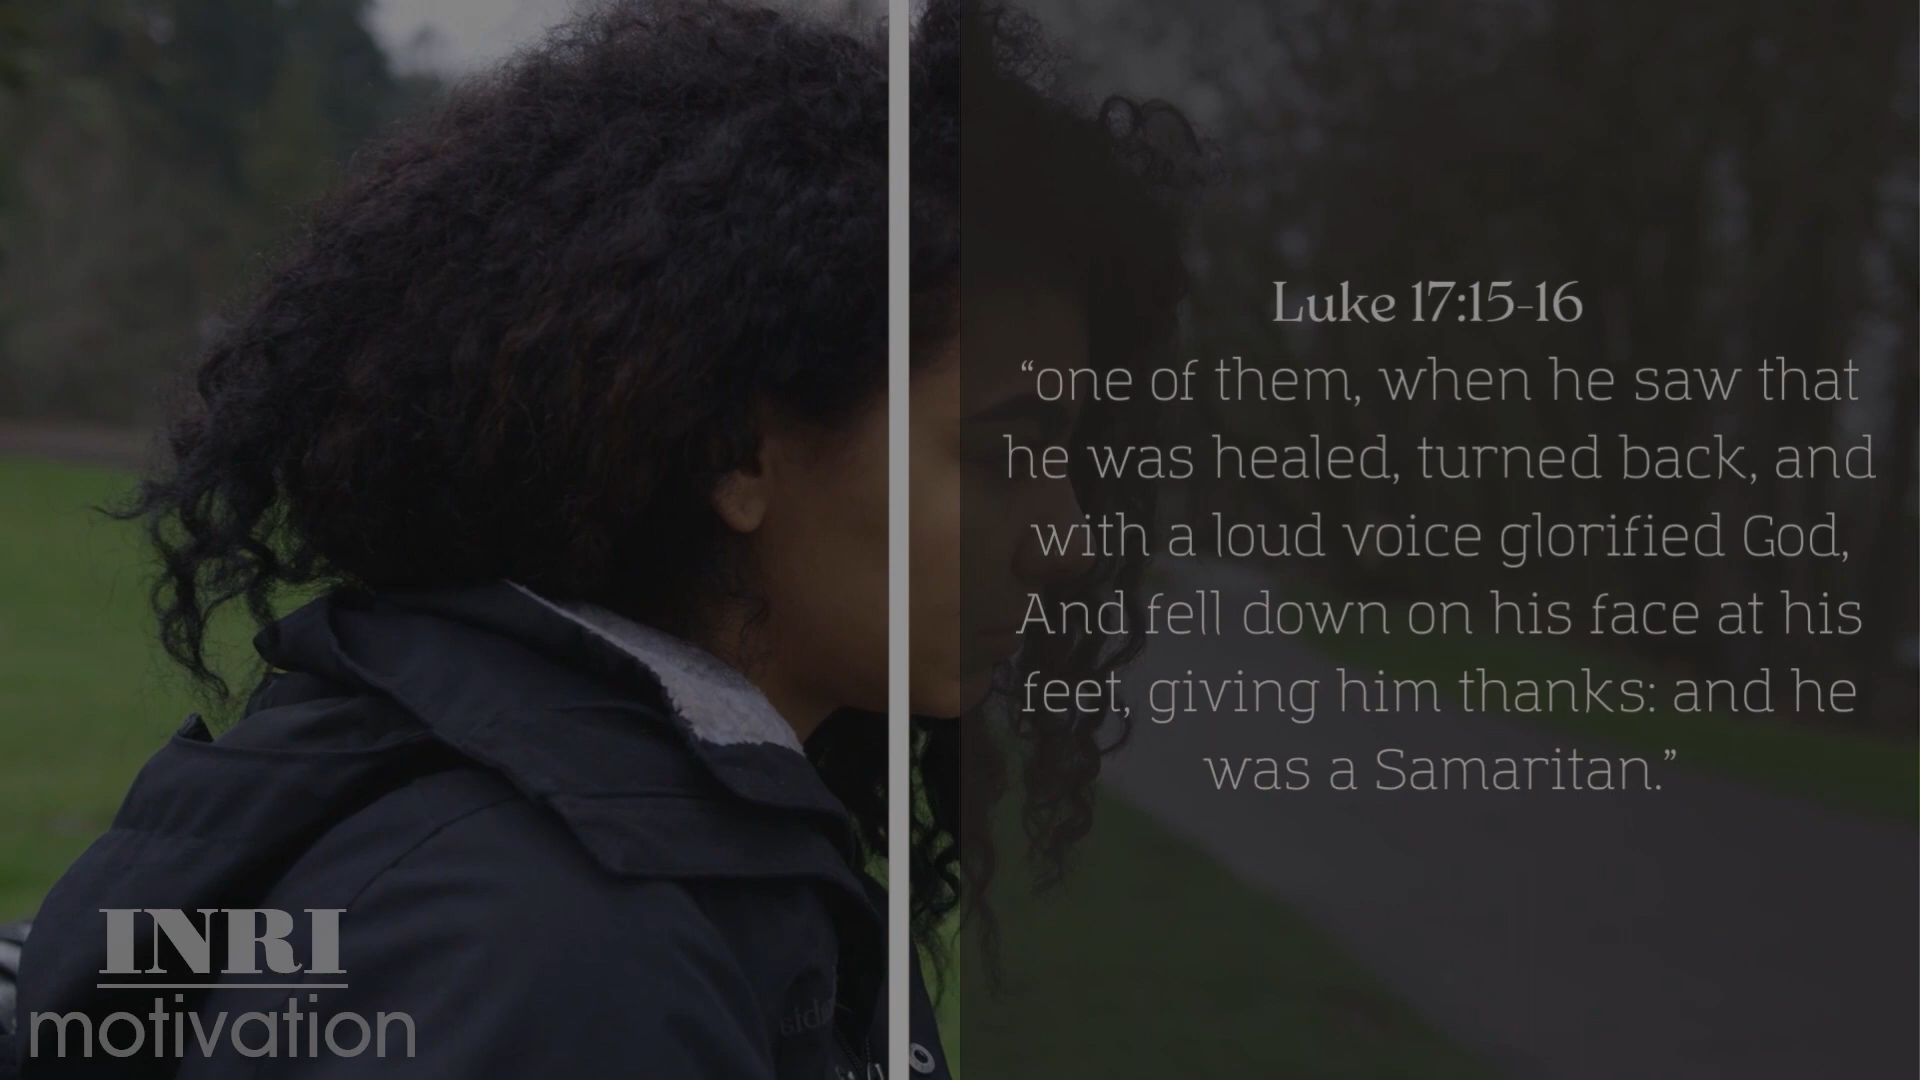 Luke 17:15-16
“one of them, when he saw that
he was healed, turned back, and
with a loud voice glorified God,
And fell down on his face at his
feet, giving him thanks: and he
was a Samaritan.”
INRI
motivation